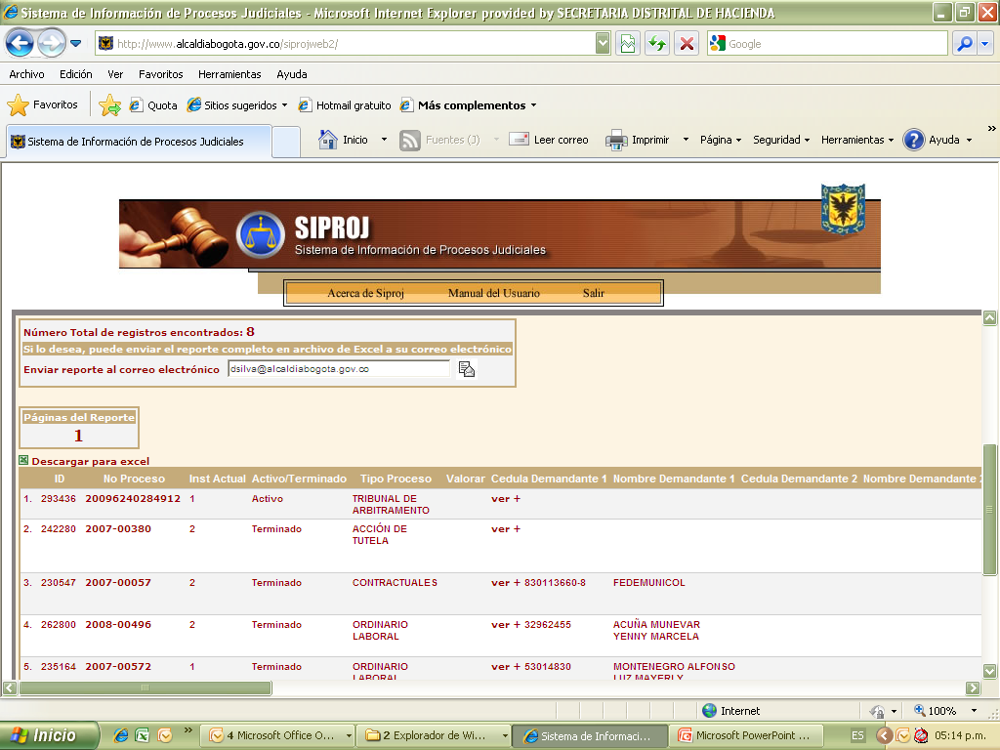 Sistema de Información de Procesos Judiciales - Microsoft Internet Explorer provided by SECRETARIA DISTRITAL DE HACIENDA
http://www.alcaldiabogota.gov.co/siprojweb2/
Google
Archivo Edición Ver Favoritos Herramientas Ayuda
Favoritos Quota Sitios sugeridos Hotmail gratuito Más complementos
Sistema de Información de Procesos Judiciales Inicio Fuentes (J) Leer correo Imprimir Página Seguridad Herramientas Ayuda »
SIPROJ
Sistema de Información de Procesos Judiciales
Acerca de Siproj Manual del Usuario Salir
Número Total de registros encontrados: 8
Si lo desea, puede enviar el reporte completo en archivo de Excel a su correo electrónico
Enviar reporte al correo electrónico dsilva@alcaldiabogota.gov.co
Páginas del Reporte
1
Descargar para excel
ID No Proceso Inst Actual Activo/Terminado Tipo Proceso Valorar Cedula Demandante 1 Nombre Demandante 1 Cedula Demandante 2 Nombre Demandante 2
1. 293436 20096240284912 1 Activo TRIBUNAL DE ver +
ARBITRAMENTO
2. 242280 2007-00380 2 Terminado ACCIÓN DE ver +
TUTELA
3. 230547 2007-00057 2 Terminado CONTRACTUALES ver + 830113660-8 FEDEMUNICOL
4. 262800 2008-00496 2 Terminado ORDINARIO ver + 32962455 ACUÑA MUNEVAR
LABORAL YENNY MARCELA
5. 235164 2007-00572 1 Terminado ORDINARIO ver + 53014830 MONTENEGRO ALFONSO
LABORAL LUZ MAYERLY
Internet 100%
Inicio » 4 Microsoft Office O... 2 Explorador de Wi... Sistema de Informaci... Microsoft PowerPoint ... ES 05:14 p.m.